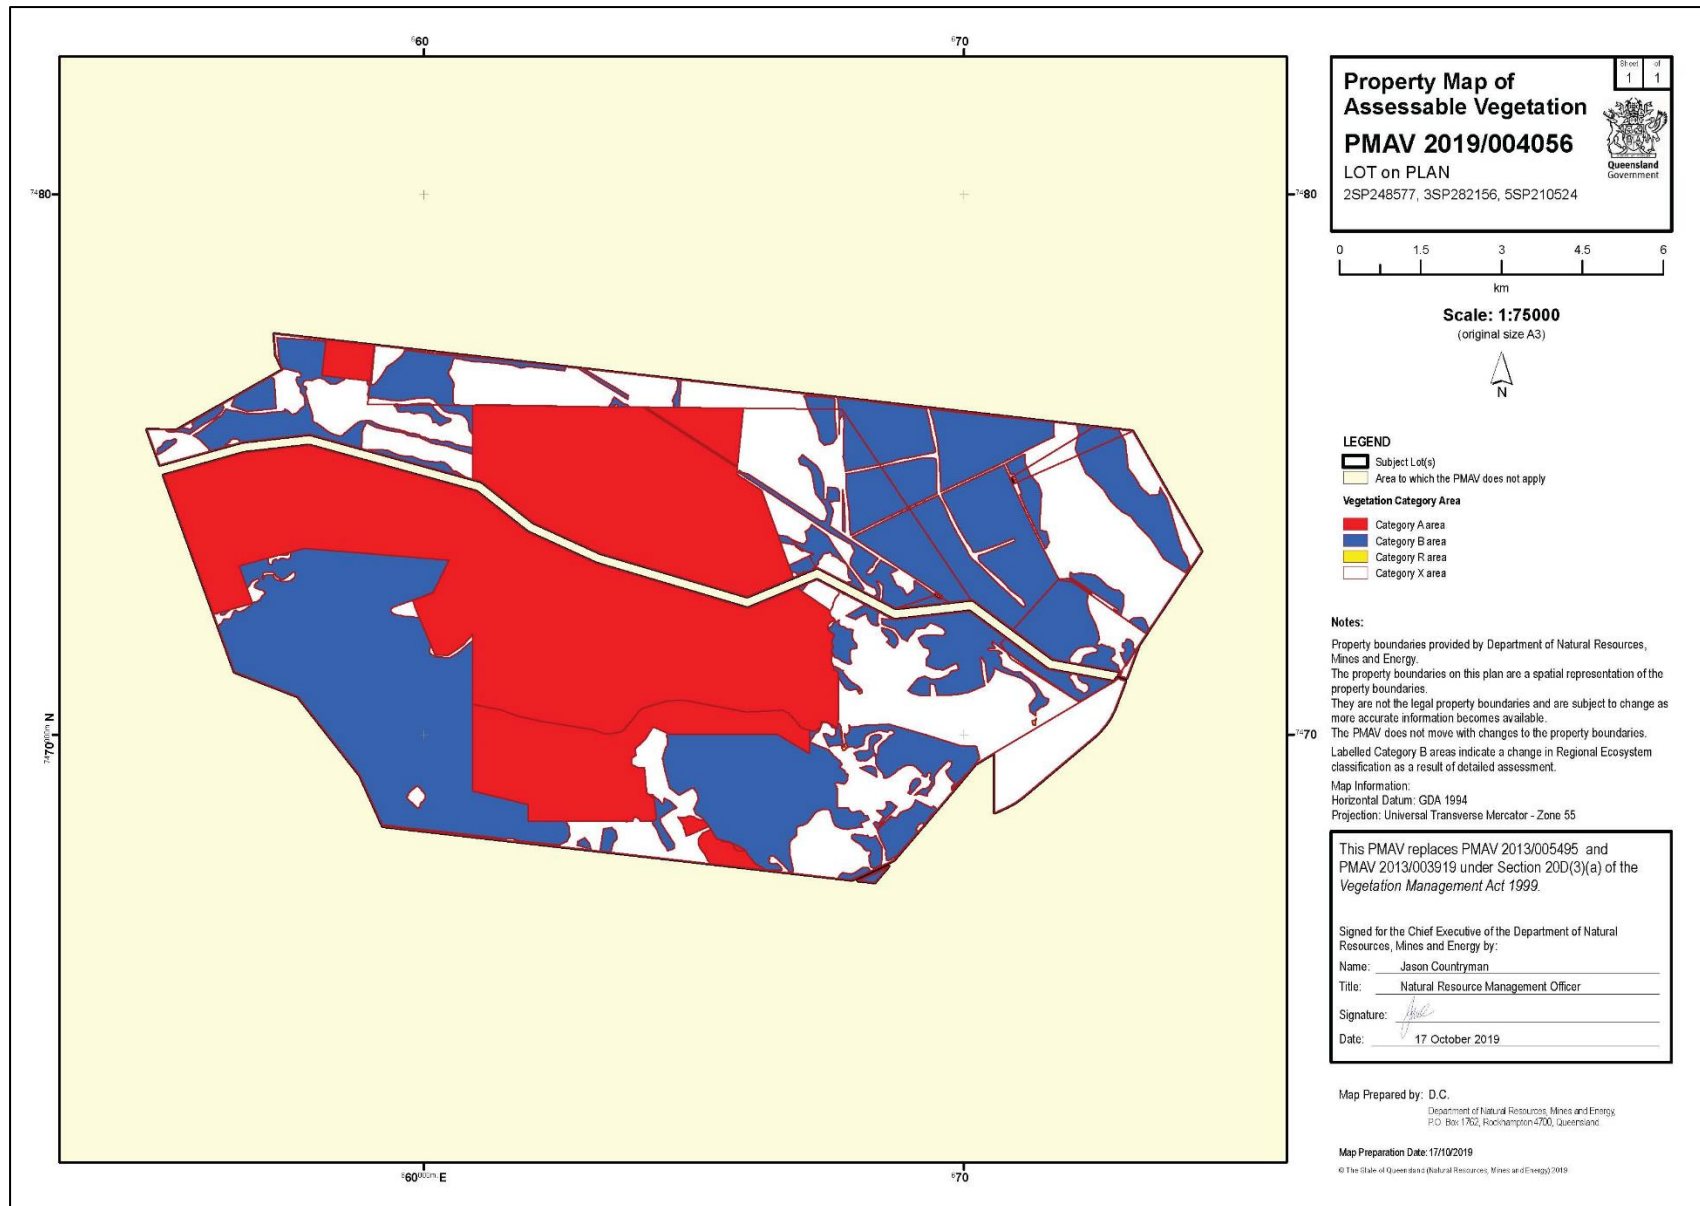 660
670
7480
7480
7470000m N
7470
660000m. E
670
Property Map of
Assessable Vegetation
PMAV 2019/004056
LOT on PLAN
2SP248577, 3SP282156, 5SP210524
Sheet of
1 1
Queensland
Government
0 1.5 3 4.5 6
km
Scale: 1:75000
(original size A3)
N
LEGEND
Subject Lot(s)
Area to which the PMAV does not apply
Vegetation Category Area
Category A area
Category B area
Category R area
Category X area
Notes:
Property boundaries provided by Department of Natural Resources,
Mines and Energy.
The property boundaries on this plan are a spatial representation of the
property boundaries.
They are not the legal property boundaries and are subject to change as
more accurate information becomes available.
The PMAV does not move with changes to the property boundaries.
Labelled Category B areas indicate a change in Regional Ecosystem
classification as a result of detailed assessment.
Map Information:
Horizontal Datum: GDA 1994
Projection: Universal Transverse Mercator - Zone 55
This PMAV replaces PMAV 2013/005495 and
PMAV 2013/003919 under Section 20D(3)(a) of the
Vegetation Management Act 1999.
Signed for the Chief Executive of the Department of Natural
Resources, Mines and Energy by:
Name: Jason Countryman
Title: Natural Resource Management Officer
Signature:
Date: 17 October 2019
Map Prepared by: D.C.
Department of Natural Resources, Mines and Energy,
P.O. Box 1762, Rockhampton 4700, Queensland.
Map Preparation Date: 17/10/2019
© The State of Queensland (Natural Resources, Mines and Energy) 2019